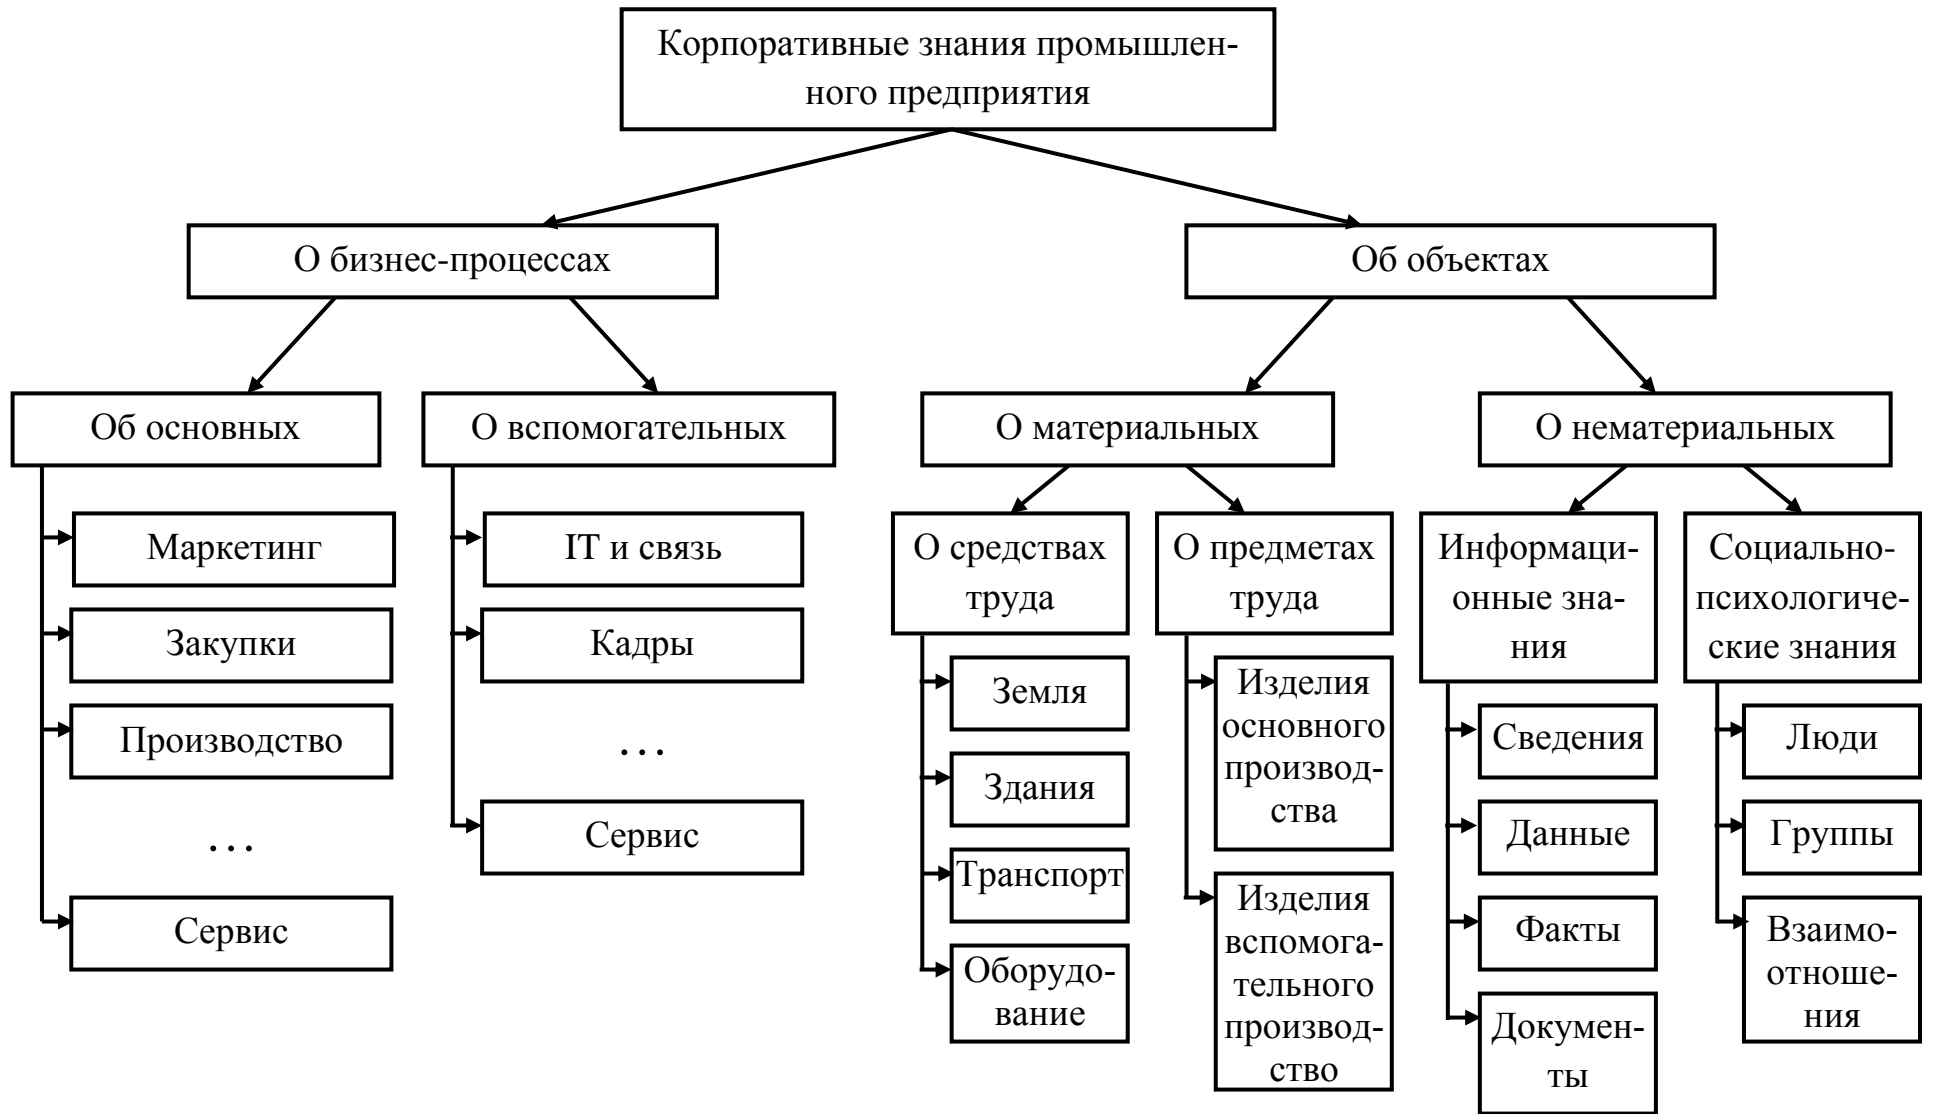 Корпоративные знания промышлен-
ного предприятия
О бизнес-процессах
Об объектах
Об основных
О вспомогательных
О материальных
О нематериальных
Маркетинг
Закупки
Производство
...
Сервис
IT и связь
Кадры
...
Сервис
О средствах
труда
Земля
Здания
Транспорт
Оборудо-
вание
О предметах
труда
Изделия
основного
производ-
ства
Изделия
вспомога-
тельного
производ-
ство
Информаци-
онные зна-
ния
Сведения
Данные
Факты
Докумен-
ты
Социально-
психологиче-
ские знания
Люди
Группы
Взаимо-
отноше-
ния